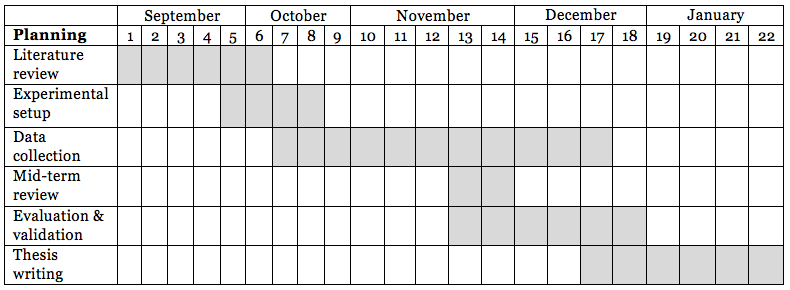 September October November December January
Planning 1 2 3 4 5 6 7 8 9 10 11 12 13 14 15 16 17 18 19 20 21 22
Literature
review
Experimental
setup
Data
collection
Mid-term
review
Evaluation &
validation
Thesis
writing